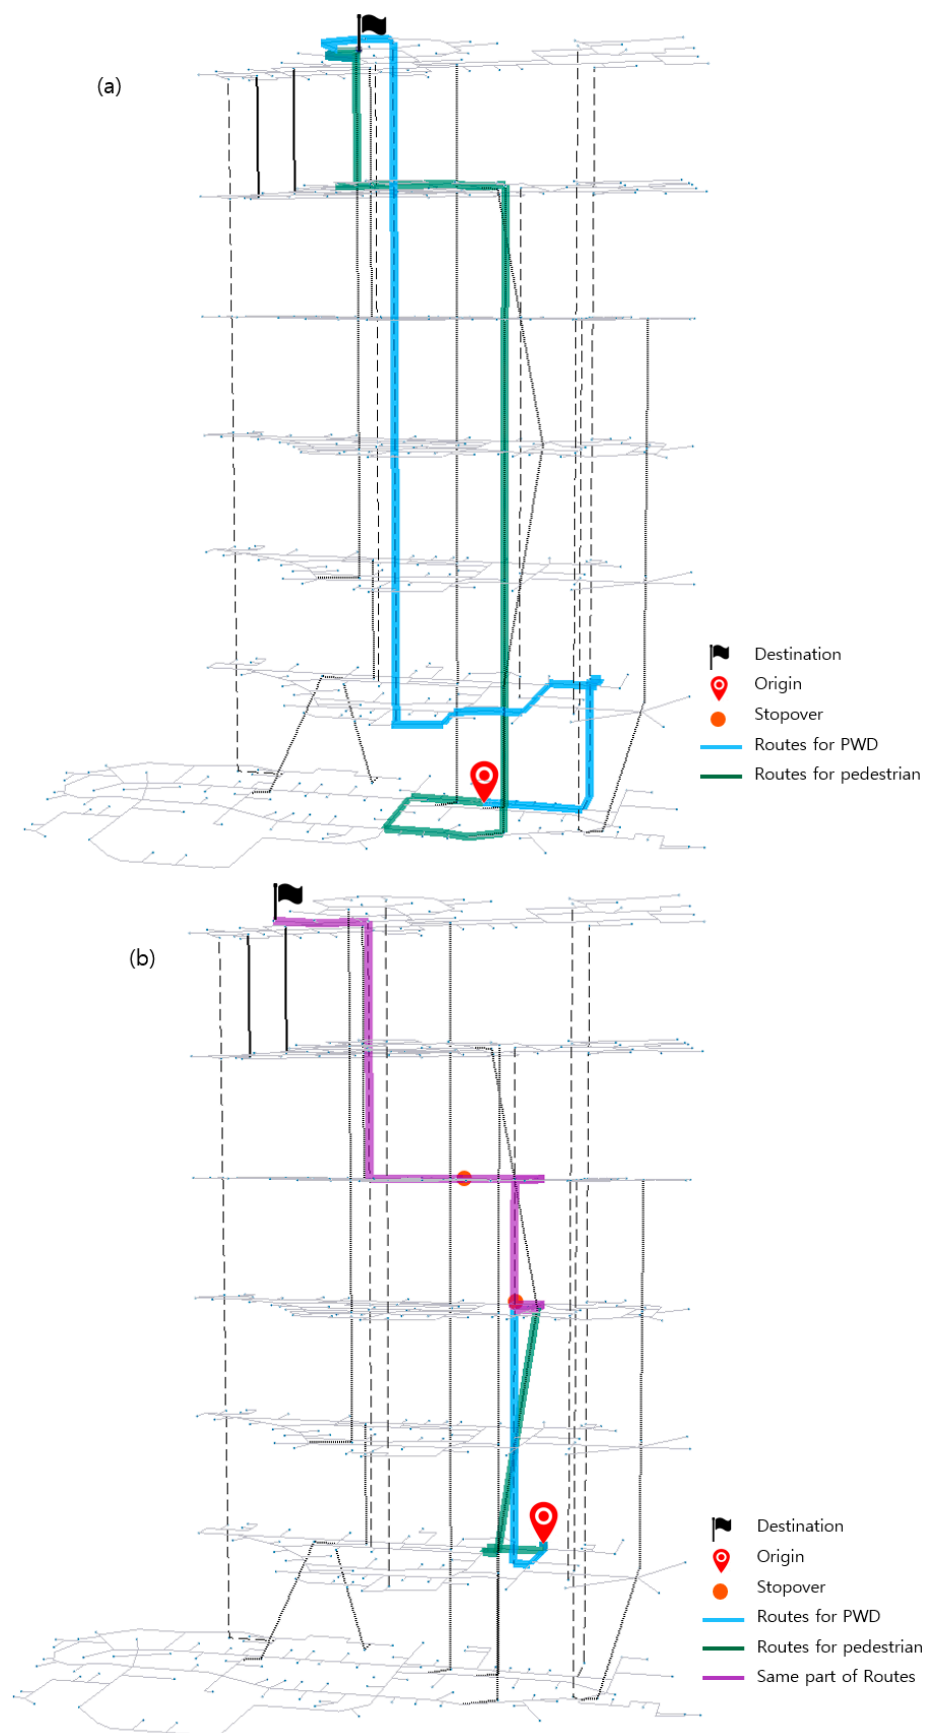 (a)
Destination
Origin
Stopover
Routes for PWD
Routes for pedestrian
(b)
Destination
Origin
Stopover
Routes for PWD
Routes for pedestrian
Same part of Routes